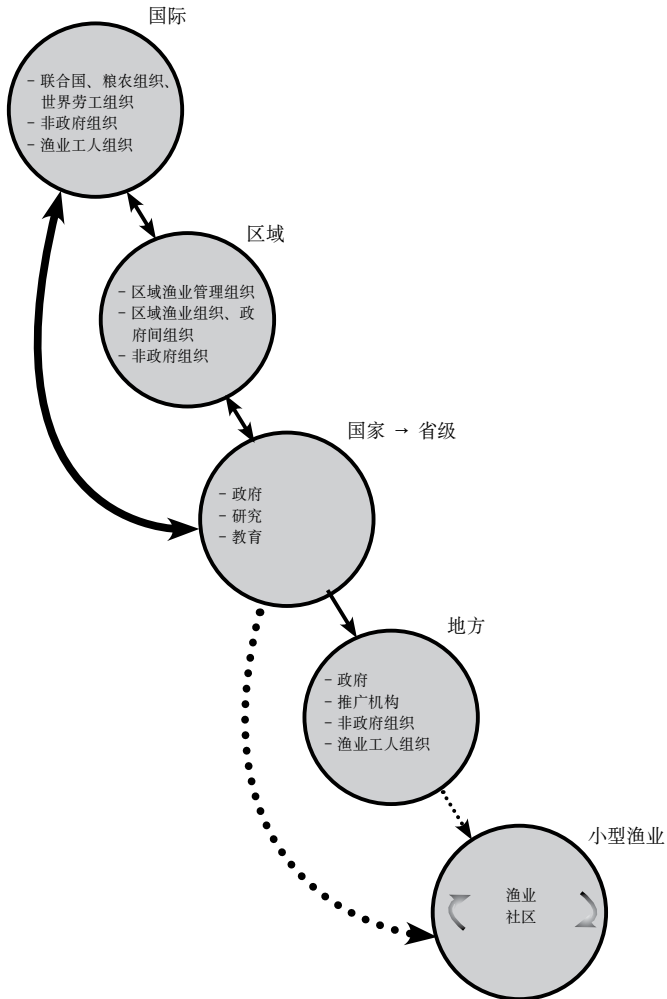 国际
– 联合国、粮农组织、
世界劳工组织
– 非政府组织
– 渔业工人组织
区域
– 区域渔业管理组织
– 区域渔业组织、政
府间组织
– 非政府组织
国家 → 省级
– 政府
– 研究
– 教育
地方
– 政府
– 推广机构
– 非政府组织
– 渔业工人组织
小型渔业
渔业
社区